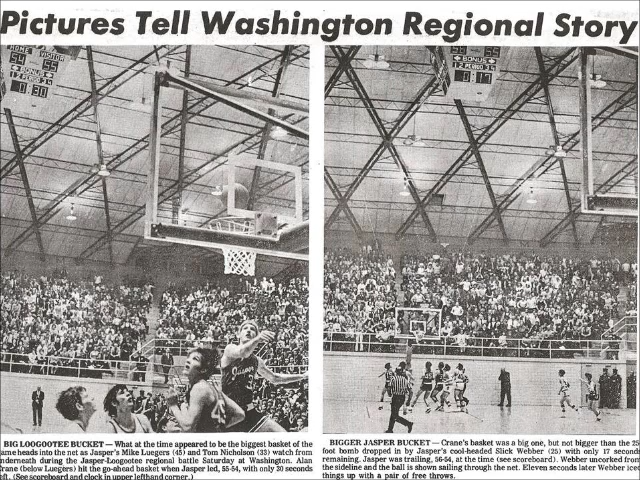 Pictures Tell Washington Regional Story
HOME VISITOR
54 55
BONUS
PERIOD
0:30
BONUS
PERIOD
0:17
Jasper
45
BIG LOOGOOTEE BUCKET — What at the time appeared to be the biggest basket of the
ame heads into the net as Jasper's Mike Luegers (45) and Tom Nicholson (33) watch from
nderneath during the Jasper-Loogootee regional battle Saturday at Washington. Alan
rane (below Luegers) hit the go-ahead basket when Jasper led, 55-54, with only 30 seconds
eft. (See scoreboard and clock in upper lefthand corner.)
BIGGER JASPER BUCKET — Crane's basket was a big one, but not bigger than the 25
foot bomb dropped in by Jasper's cool-headed Slick Webber (25) with only 17 seconds
remaining. Jasper was trailing, 56-54, at the time (see scoreboard). Webber uncorked from
the sideline and the ball is shown sailing through the net. Eleven seconds later Webber iced
things up with a pair of free throws.